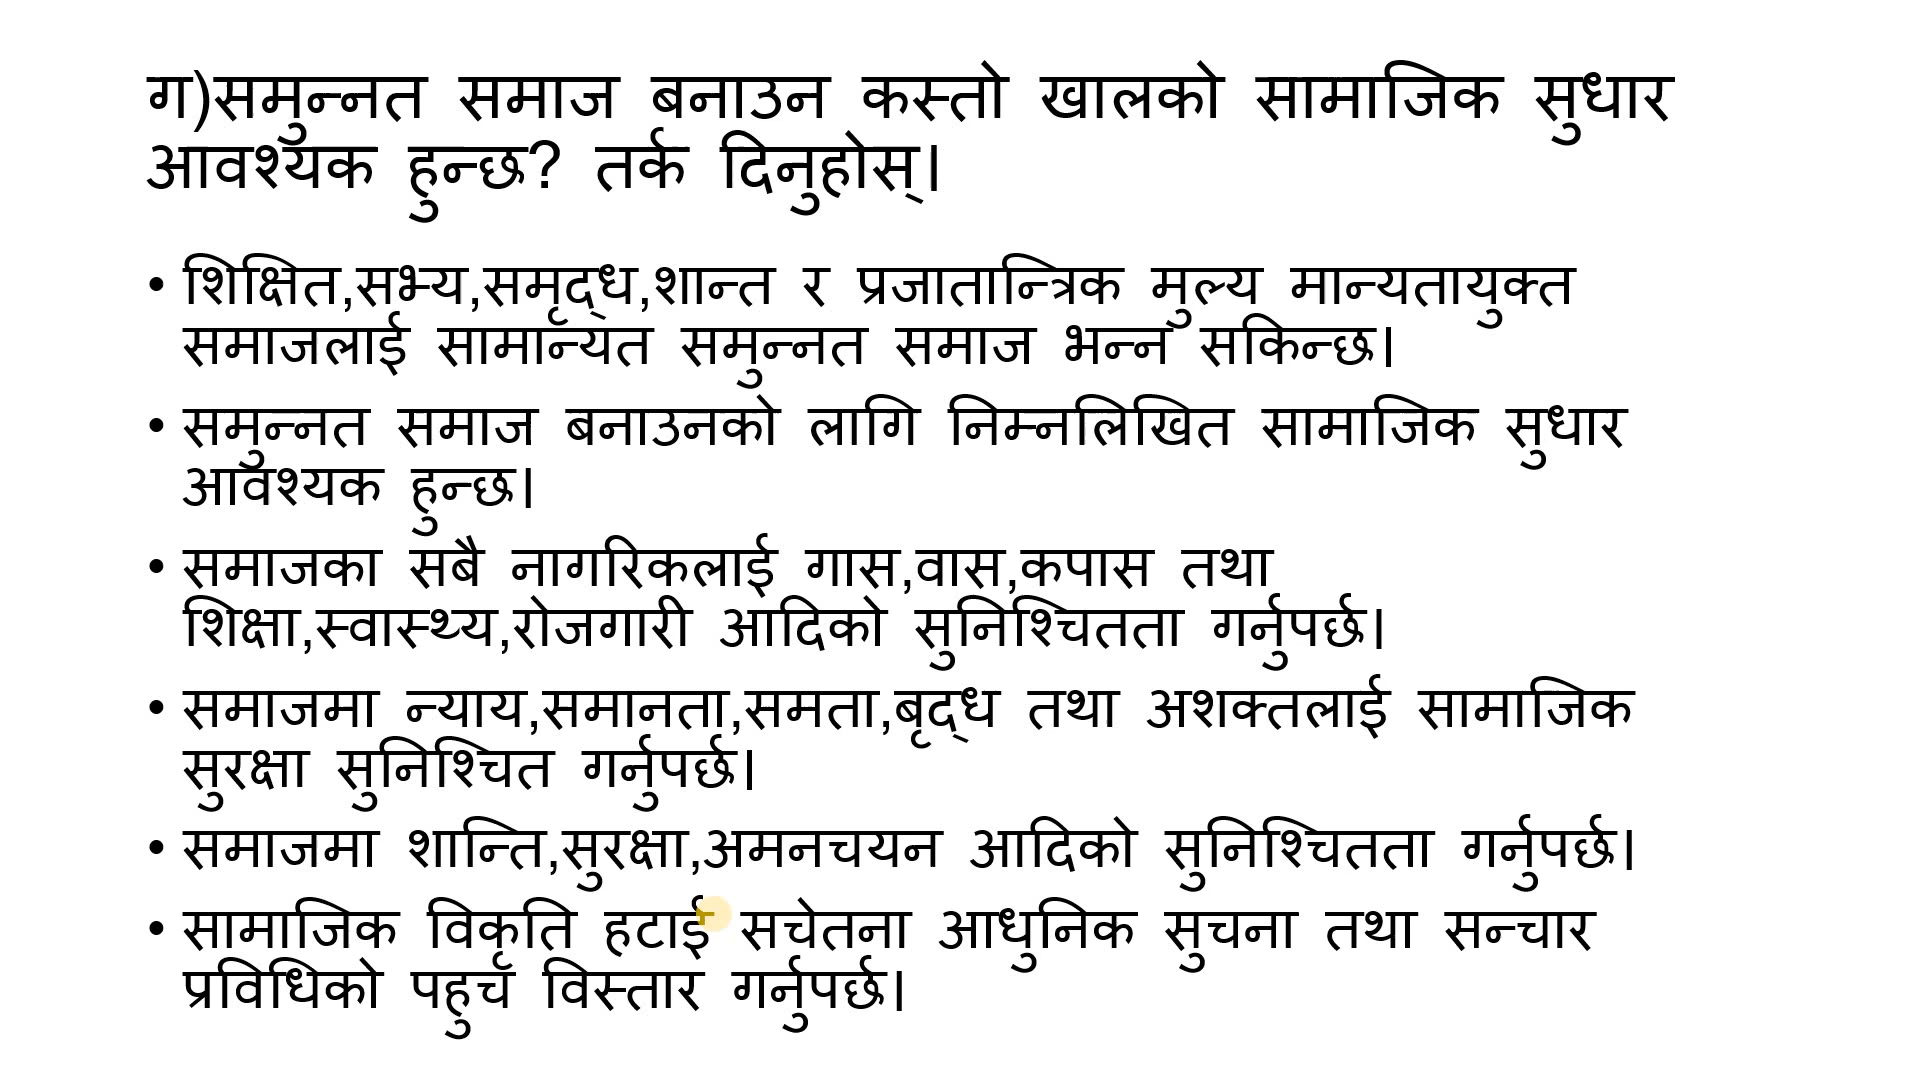 ग)समुन्नत समाज बनाउन कस्तो खालको सामाजिक सुधार
आवश्यक हुन्छ? तर्क दिनुहोस्।
• शिक्षित,सभ्य,समृद्ध,शान्त र प्रजातान्त्रिक मुल्य मान्यतायुक्त
समाजलाई सामान्यत समुन्नत समाज भन्न सकिन्छ।
• समुन्नत समाज बनाउनको लागि निम्नलिखित सामाजिक सुधार
आवश्यक हुन्छ।
• समाजका सबै नागरिकलाई गास,वास,कपास तथा
शिक्षा,स्वास्थ्य,रोजगारी आदिको सुनिश्चितता गर्नुपर्छ।
• समाजमा न्याय,समानता,समता,बृद्ध तथा अशक्तलाई सामाजिक
सुरक्षा सुनिश्चित गर्नुपर्छ।
• समाजमा शान्ति,सुरक्षा,अमनचयन आदिको सुनिश्चितता गर्नुपर्छ।
• सामाजिक विकृति हटाई सचेतना आधुनिक सुचना तथा सन्चार
प्रविधिको पहुच विस्तार गर्नुपर्छ।